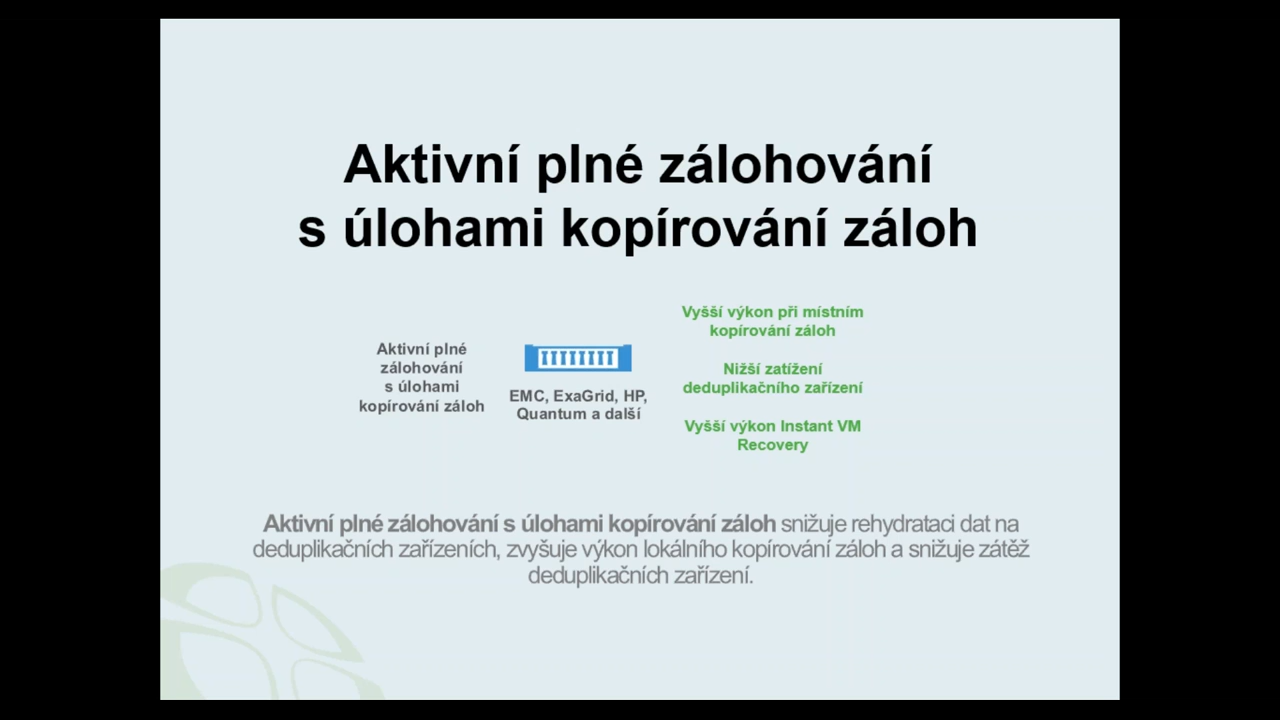 Aktivní plné zálohování
s úlohami kopírování záloh
Aktivní plné
zálohování
s úlohami
kopírování záloh
EMC, ExaGrid, HP,
Quantum a další
Vyšší výkon při místním
kopírování záloh
Nižší zatížení
deduplikačního zařízení
Vyšší výkon Instant VM
Recovery
Aktivní plné zálohování s úlohami kopírování záloh snižuje rehydrataci dat na
deduplikačních zařízeních, zvyšuje výkon lokálního kopírování záloh a snižuje zátěž
deduplikačních zařízení.